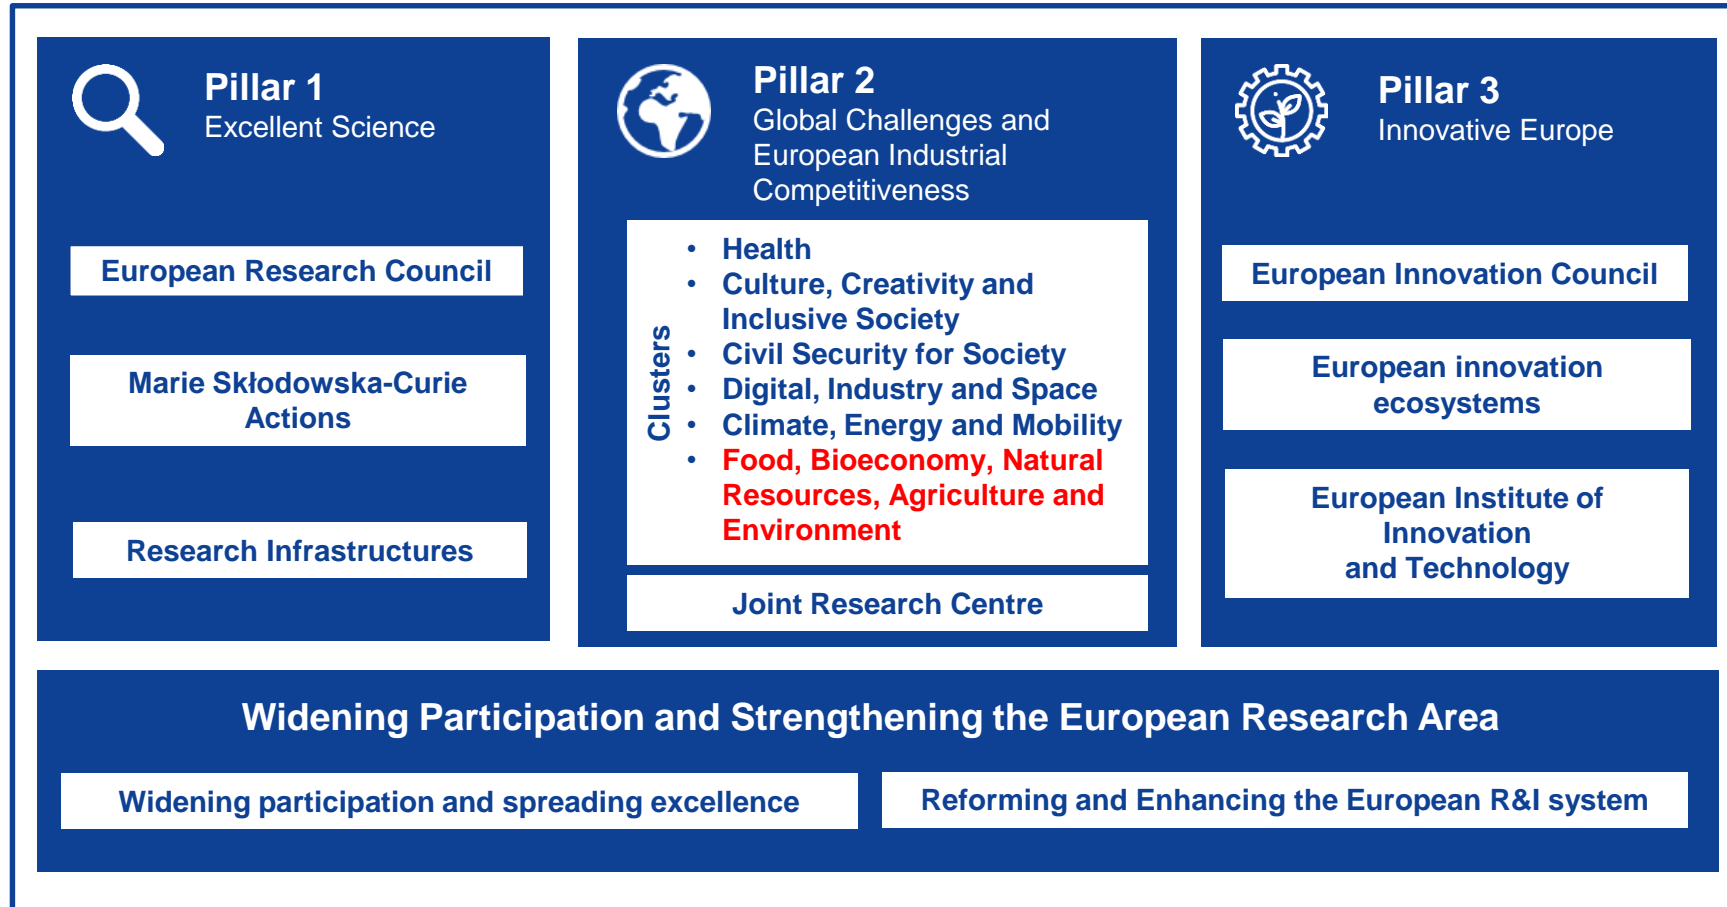 Pillar 1
Excellent Science
European Research Council
Marie Skłodowska-Curie
Actions
Research Infrastructures
Pillar 2
Global Challenges and
European Industrial
Competitiveness
Clusters
• Health
• Culture, Creativity and
Inclusive Society
• Civil Security for Society
• Digital, Industry and Space
• Climate, Energy and Mobility
• Food, Bioeconomy, Natural
Resources, Agriculture and
Environment
Joint Research Centre
Pillar 3
Innovative Europe
European Innovation Council
European innovation
ecosystems
European Institute of
Innovation
and Technology
Widening Participation and Strengthening the European Research Area
Widening participation and spreading excellence
Reforming and Enhancing the European R&I system